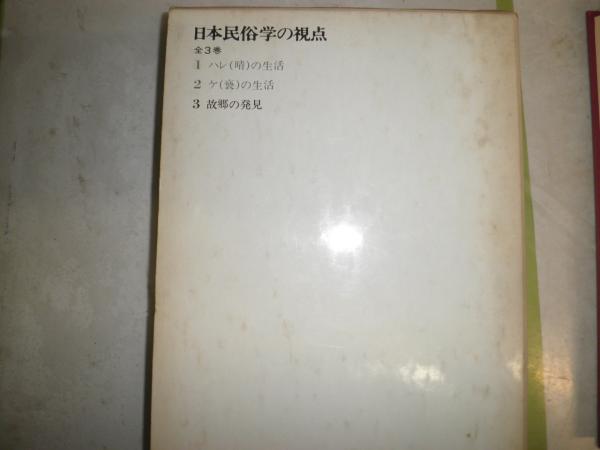 日本民俗学の視点
全3巻
1 ハレ(晴)の生活
2 ケ(褻)の生活
3 故郷の発見